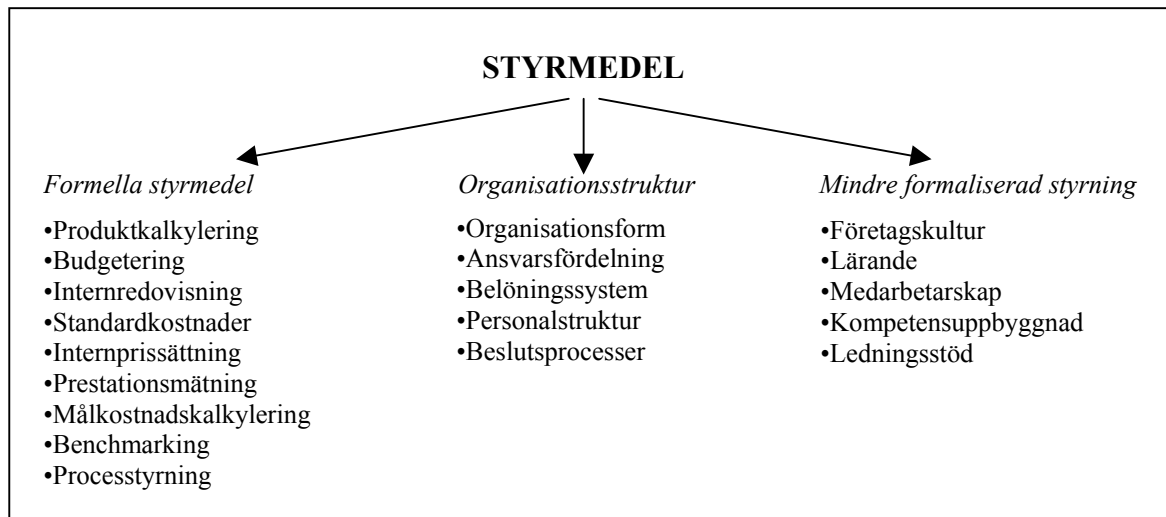 STYRMEDEL
Formella styrmedel
•Produktkalkylering
•Budgetering
•Internredovisning
•Standardkostnader
•Internprissättning
•Prestationsmätning
•Målkostnadskalkylering
•Benchmarking
•Processtyrning
Organisationsstruktur
•Organisationsform
•Ansvarsfördelning
•Belöningssystem
•Personalstruktur
•Beslutsprocesser
Mindre formaliserad styrning
•Företagskultur
•Lärande
•Medarbetarskap
•Kompetensuppbyggnad
•Ledningsstöd